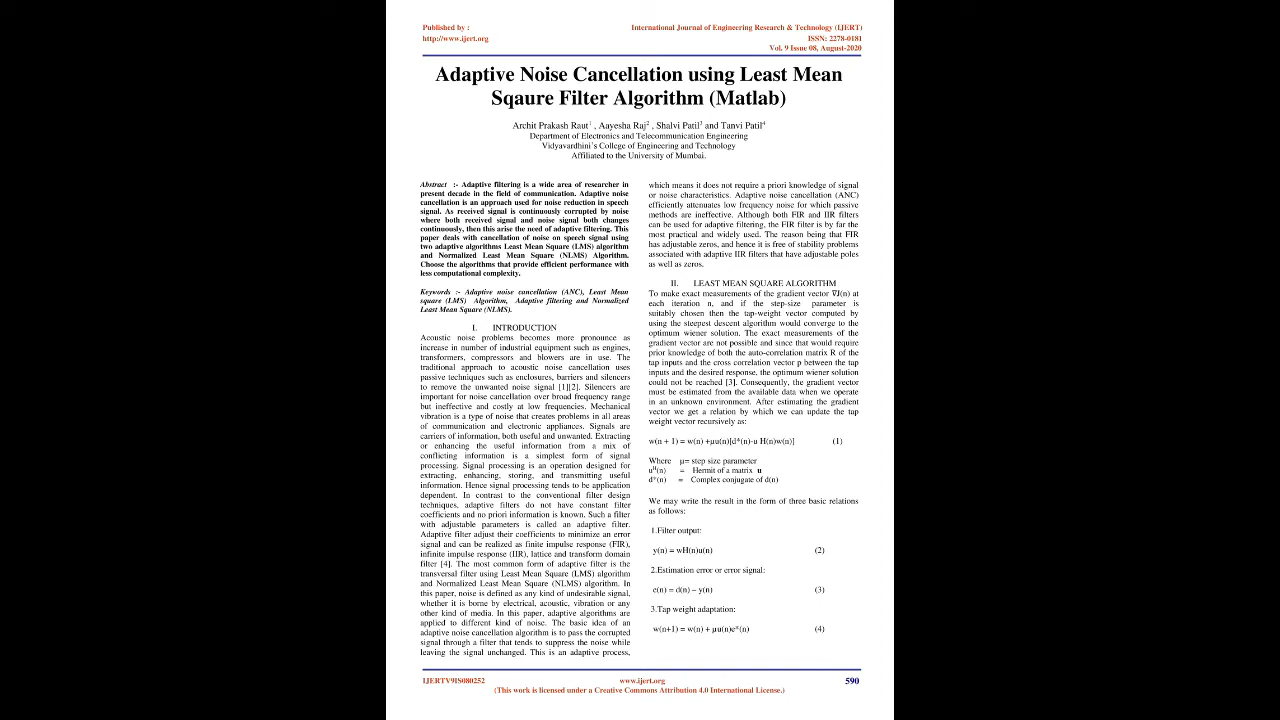 Published by :
http://www.ijert.org
International Journal of Engineering Research & Technology (IJERT)
ISSN: 2278-0181
Vol. 9 Issue 08, August-2020
Adaptive Noise Cancellation using Least Mean
Sqaure Filter Algorithm (Matlab)
Archit Prakash Raut1 , Aayesha Raj2 , Shalvi Patil3 and Tanvi Patil4
Department of Electronics and Telecommunication Engineering
Vidyavardhini's College of Engineering and Technology
Affiliated to the University of Mumbai.
Abstract :- Adaptive filtering is a wide area of researcher in
present decade in the field of communication. Adaptive noise
cancellation is an approach used for noise reduction in speech
signal. As received signal is continuously corrupted by noise
where both received signal and noise signal both changes
continuously, then this arise the need of adaptive filtering. This
paper deals with cancellation of noise on speech signal using
two adaptive algorithms Least Mean Square (LMS) algorithm
and Normalized Least Mean Square (NLMS) Algorithm.
Choose the algorithms that provide efficient performance with
less computational complexity.
Keywords :- Adaptive noise cancellation (ANC), Least Mean
square (LMS) Algorithm, Adaptive filtering and Normalized
Least Mean Square (NLMS).
I. INTRODUCTION
Acoustic noise problems becomes more pronounce as
increase in number of industrial equipment such as engines,
transformers, compressors and blowers are in use. The
traditional approach to acoustic noise cancellation uses
passive techniques such as enclosures, barriers and silencers
to remove the unwanted noise signal [1][2]. Silencers are
important for noise cancellation over broad frequency range
but ineffective and costly at low frequencies. Mechanical
vibration is a type of noise that creates problems in all areas
of communication and electronic appliances. Signals are
carriers of information, both useful and unwanted. Extracting
or enhancing the useful information from a mix of
conflicting information is a simplest form of signal
processing. Signal processing is an operation designed for
extracting, enhancing, storing, and transmitting useful
information. Hence signal processing tends to be application
dependent. In contrast to the conventional filter design
techniques, adaptive filters do not have constant filter
coefficients and no priori information is known. Such a filter
with adjustable parameters is called an adaptive filter.
Adaptive filter adjust their coefficients to minimize an error
signal and can be realized as finite impulse response (FIR),
infinite impulse response (IIR), lattice and transform domain
filter [4]. The most common form of adaptive filter is the
transversal filter using Least Mean Square (LMS) algorithm
and Normalized Least Mean Square (NLMS) algorithm. In
this paper, noise is defined as any kind of undesirable signal,
whether it is borne by electrical, acoustic, vibration or any
other kind of media. In this paper, adaptive algorithms are
applied to different kind of noise. The basic idea of an
adaptive noise cancellation algorithm is to pass the corrupted
signal through a filter that tends to suppress the noise while
leaving the signal unchanged. This is an adaptive process,
which means it does not require a priori knowledge of signal
or noise characteristics. Adaptive noise cancellation (ANC)
efficiently attenuates low frequency noise for which passive
methods are ineffective. Although both FIR and IIR filters
can be used for adaptive filtering, the FIR filter is by far the
most practical and widely used. The reason being that FIR
has adjustable zeros, and hence it is free of stability problems
associated with adaptive IIR filters that have adjustable poles
as well as zeros.
II. LEAST MEAN SQUARE ALGORITHM
To make exact measurements of the gradient vector ∇J(n) at
each iteration n, and if the step-size parameter is
suitably chosen then the tap-weight vector computed by
using the steepest descent algorithm would converge to the
optimum wiener solution. The exact measurements of the
gradient vector are not possible and since that would require
prior knowledge of both the auto-correlation matrix R of the
tap inputs and the cross correlation vector p between the tap
inputs and the desired response, the optimum wiener solution
could not be reached [3]. Consequently, the gradient vector
must be estimated from the available data when we operate
in an unknown environment. After estimating the gradient
vector we get a relation by which we can update the tap
weight vector recursively as:
w(n + 1) = w(n) +µu(n)[d*(n)-u H(n)w(n)] (1)
Where µ= step size parameter
uH(n) = Hermit of a matrix u
d*(n) = Complex conjugate of d(n)
We may write the result in the form of three basic relations
as follows:
1.Filter output:
y(n) = wH(n)u(n) (2)
2.Estimation error or error signal:
e(n) = d(n) – y(n) (3)
3.Tap weight adaptation:
w(n+1) = w(n) + µu(n)e*(n) (4)
IJERTV9IS080252
www.ijert.org
590
(This work is licensed under a Creative Commons Attribution 4.0 International License.)